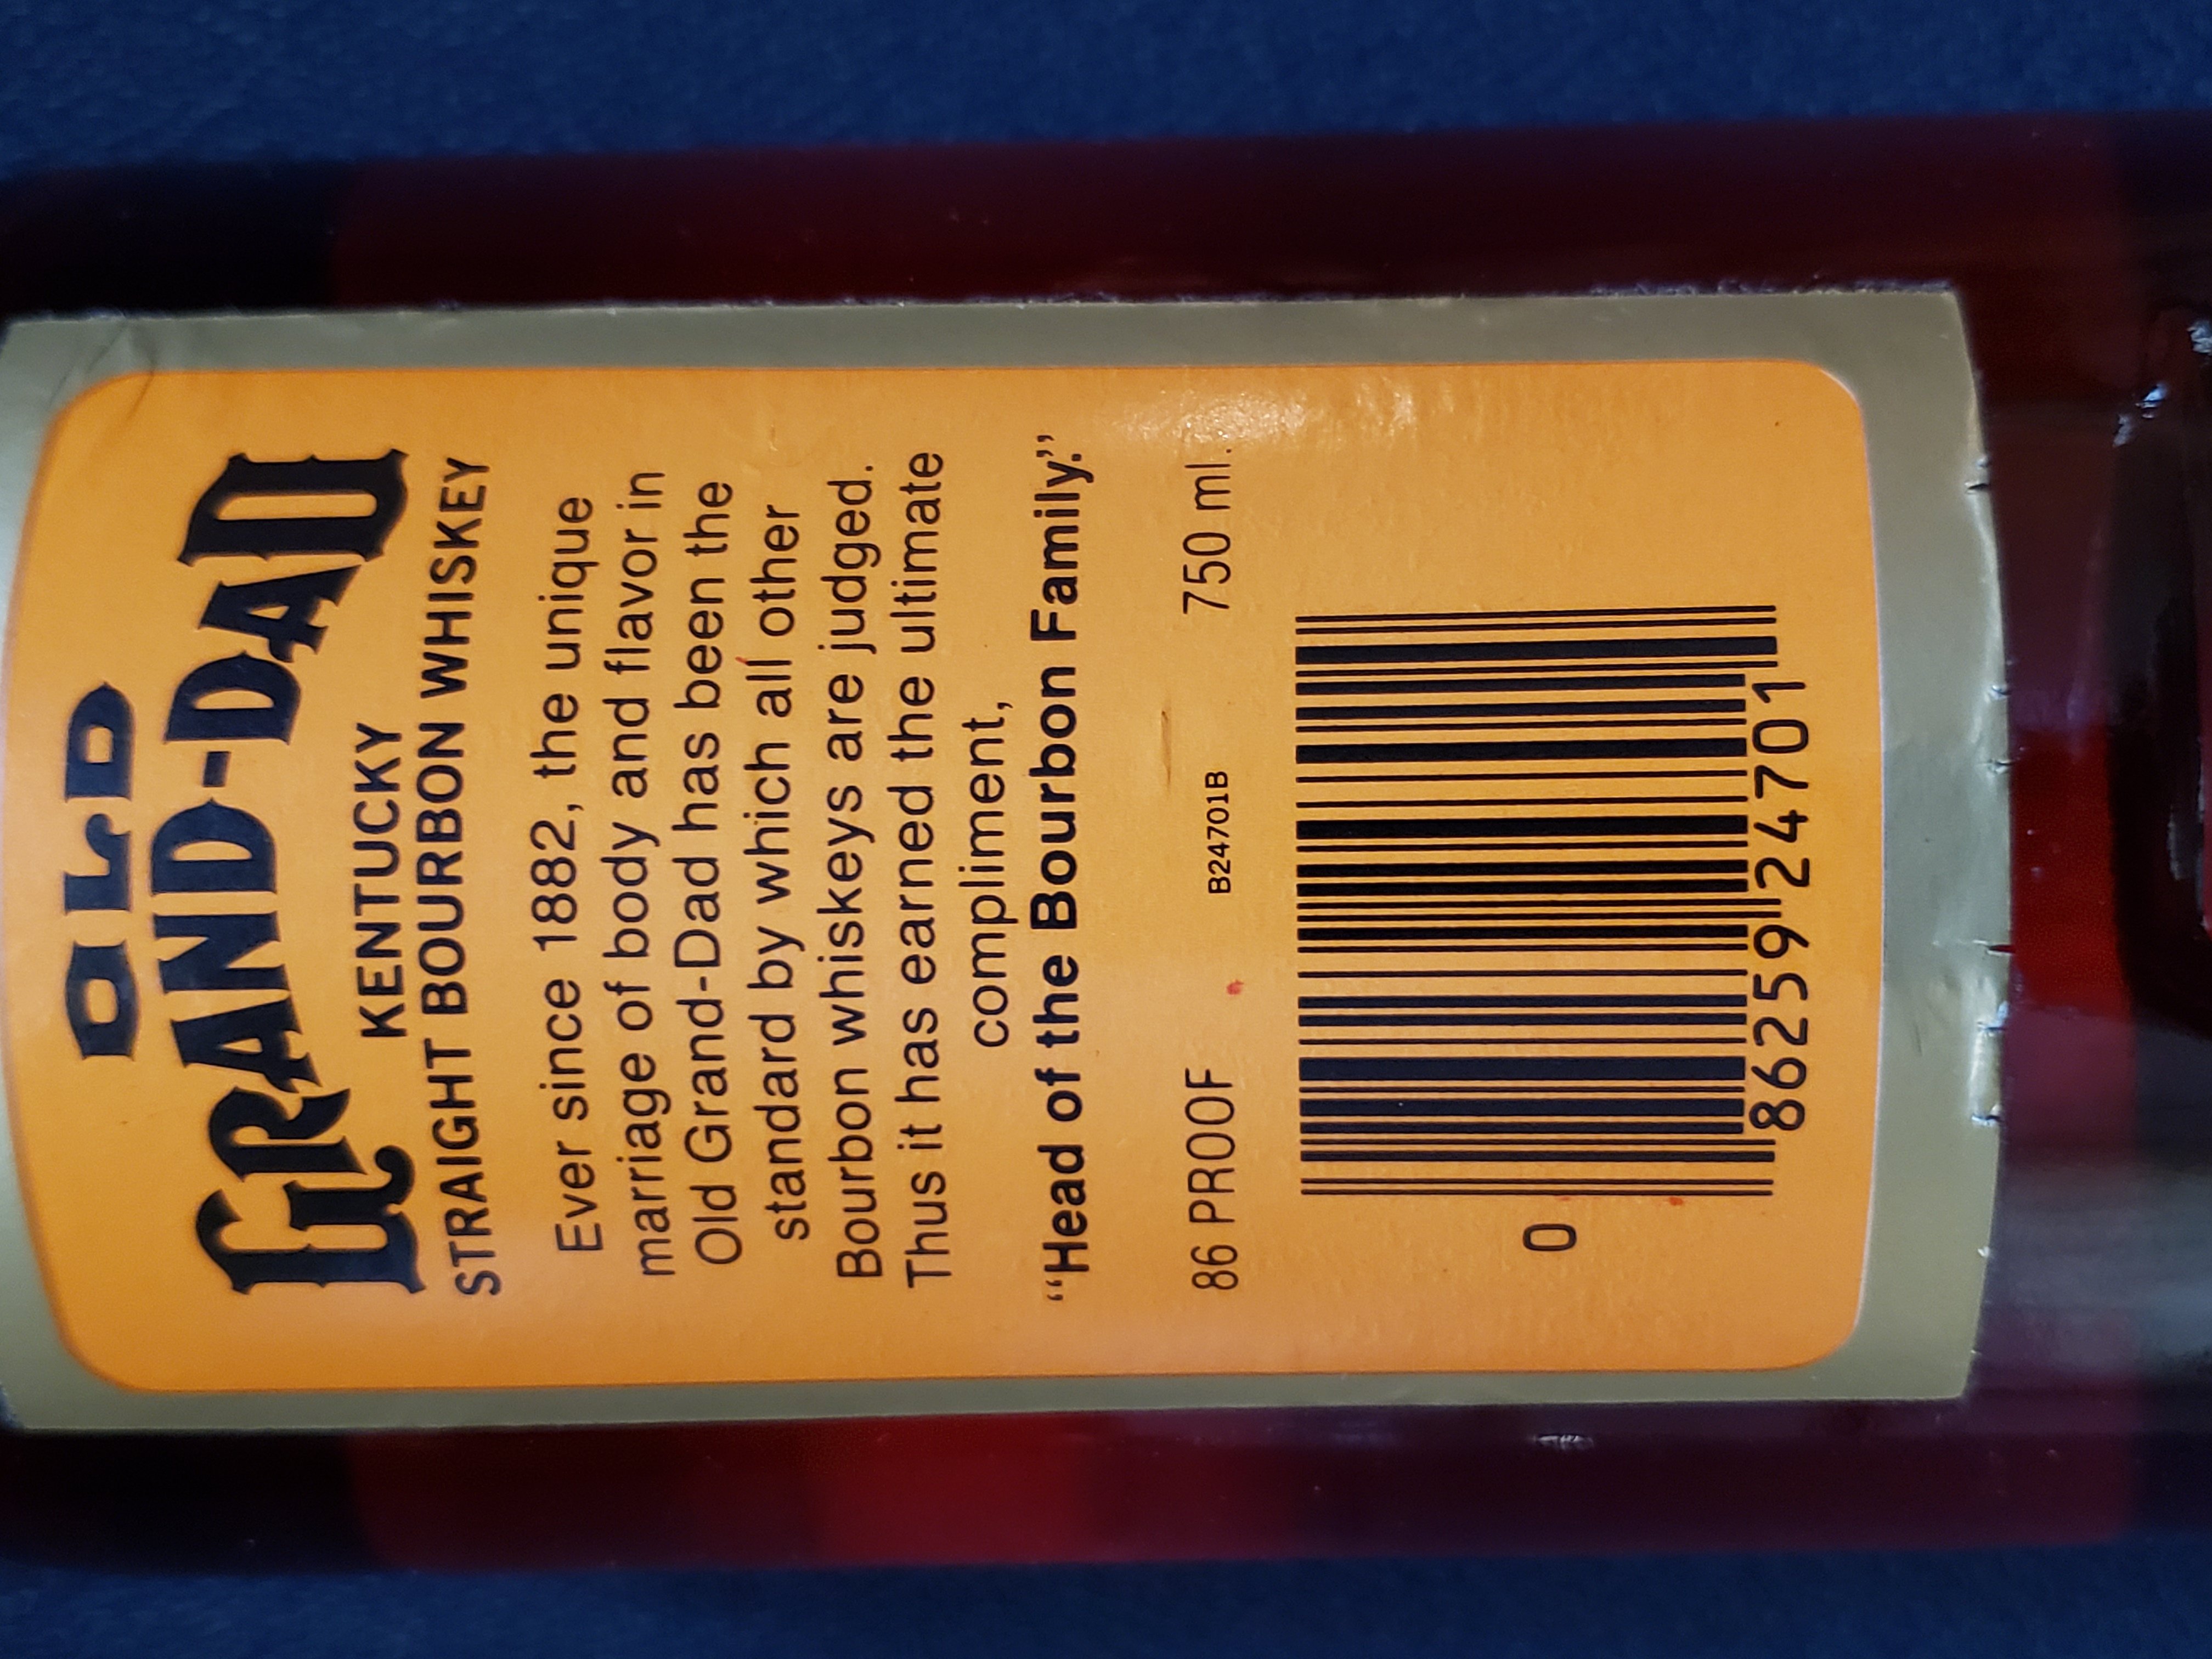 OLD
GRAND-DAD
KENTUCKY
STRAIGHT BOURBON WHISKEY
Ever since 1882, the unique
marriage of body and flavor in
Old Grand-Dad has been the
standard by which all other
Bourbon whiskeys are judged.
Thus it has earned the ultimate
compliment,
“Head of the Bourbon Family.”
86 PROOF B24701B 750 ml.
0 86259 24701